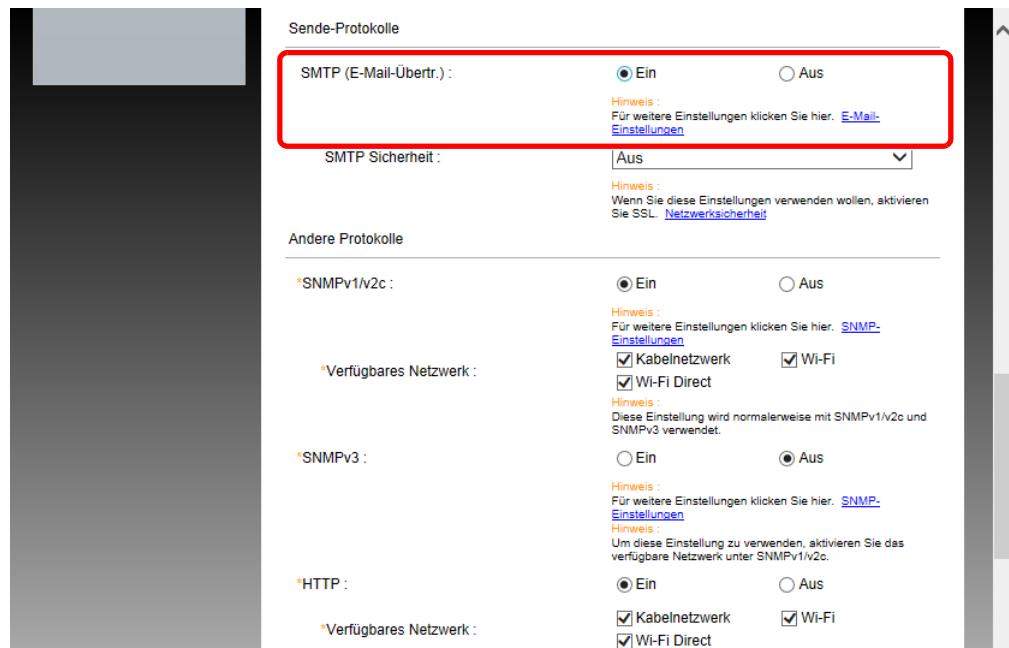 Sende-Protokolle
SMTP (E-Mail-Übertr.) :
Ein
Aus
Hinweis :
Für weitere Einstellungen klicken Sie hier. E-Mail-
Einstellungen
SMTP Sicherheit :
Aus
Hinweis :
Wenn Sie diese Einstellungen verwenden wollen, aktivieren
Sie SSL. Netzwerksicherheit
Andere Protokolle
*SNMPv1/v2c :
Ein
Aus
Hinweis :
Für weitere Einstellungen klicken Sie hier. SNMP-
Einstellungen
*Verfügbares Netzwerk :
Kabelnetzwerk
Wi-Fi
Wi-Fi Direct
Hinweis :
Diese Einstellung wird normalerweise mit SNMPv1/v2c und
SNMPv3 verwendet.
*SNMPv3 :
Ein
Aus
Hinweis :
Für weitere Einstellungen klicken Sie hier. SNMP-
Einstellungen
Hinweis :
Um diese Einstellung zu verwenden, aktivieren Sie das
verfügbare Netzwerk unter SNMPv1/v2c.
*HTTP :
Ein
Aus
*Verfügbares Netzwerk :
Kabelnetzwerk
Wi-Fi
Wi-Fi Direct